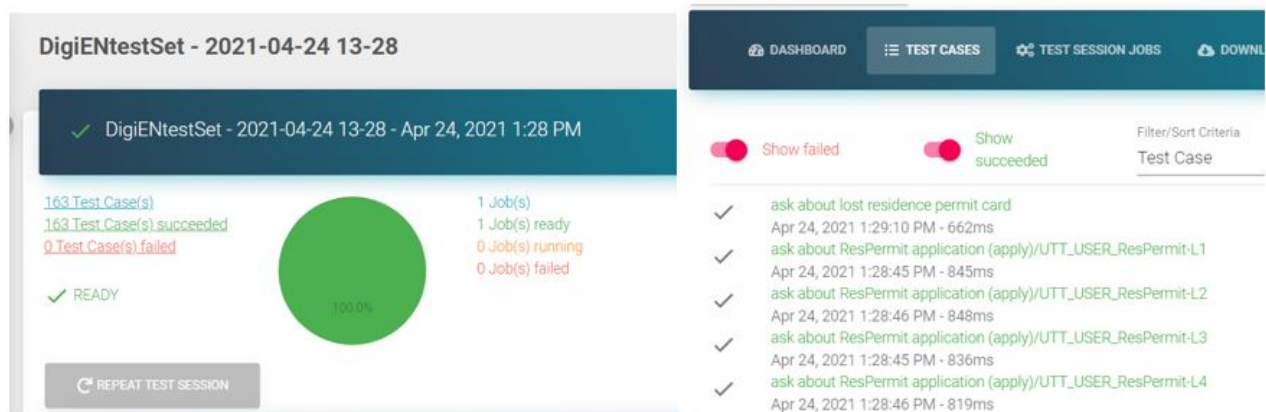 DigiENtestSet - 2021-04-24 13-28
DigiENtestSet - 2021-04-24 13-28 - Apr 24, 2021 1:28 PM
163 Test Case(s)
163 Test Case(s) succeeded
0 Test Case(s) failed
READY
100.0%
1 Job(s)
1 Job(s) ready
0 Job(s) running
0 Job(s) failed
REPEAT TEST SESSION
DASHBOARD TEST CASES TEST SESSION JOBS DOWNL
Show failed
Show
succeeded
Filter/Sort Criteria
Test Case
ask about lost residence permit card
Apr 24, 2021 1:29:10 PM - 662ms
ask about ResPermit application (apply)/UTT_USER_ResPermit-L1
Apr 24, 2021 1:28:45 PM - 845ms
ask about ResPermit application (apply)/UTT_USER_ResPermit-L2
Apr 24, 2021 1:28:46 PM - 848ms
ask about ResPermit application (apply)/UTT_USER_ResPermit-L3
Apr 24, 2021 1:28:45 PM - 836ms
ask about ResPermit application (apply)/UTT_USER_ResPermit-L4
Apr 24, 2021 1:28:46 PM - 819ms